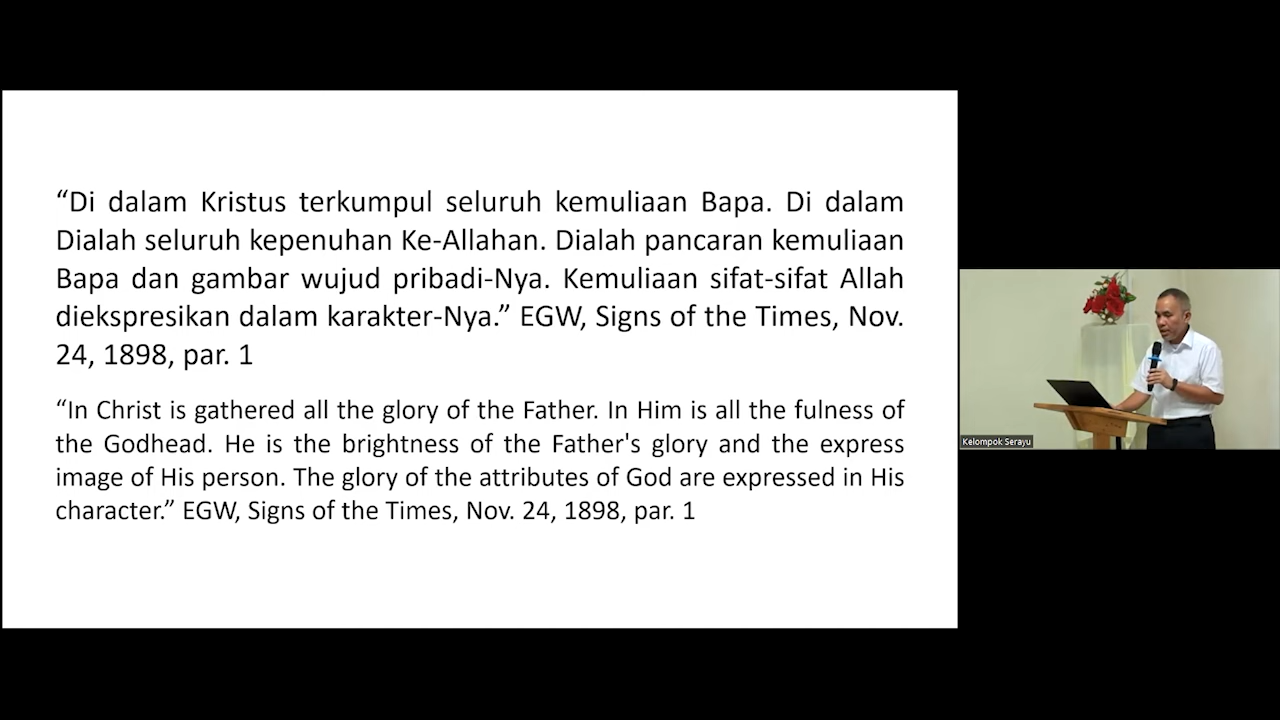 “Di dalam Kristus terkumpul seluruh kemuliaan Bapa. Di dalam
Dialah seluruh kepenuhan Ke-Allahan. Dialah pancaran kemuliaan
Bapa dan gambar wujud pribadi-Nya. Kemuliaan sifat-sifat Allah
diekspresikan dalam karakter-Nya.” EGW, Signs of the Times, Nov.
24, 1898, par. 1
“In Christ is gathered all the glory of the Father. In Him is all the fulness of
the Godhead. He is the brightness of the Father's glory and the express
image of His person. The glory of the attributes of God are expressed in His
character.” EGW, Signs of the Times, Nov. 24, 1898, par. 1
Kelompok Serayu